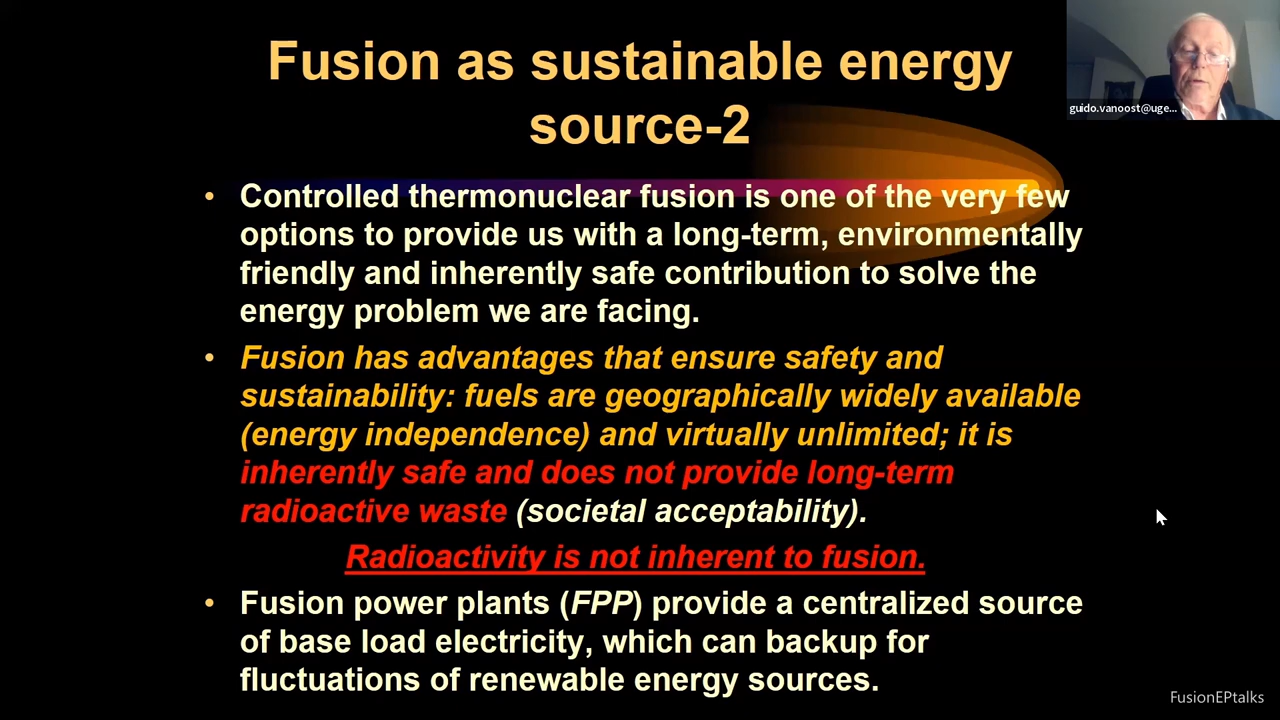 Fusion as sustainable energy
source-2
guido.vanoost@uge...
• Controlled thermonuclear fusion is one of the very few
options to provide us with a long-term, environmentally
friendly and inherently safe contribution to solve the
energy problem we are facing.
• Fusion has advantages that ensure safety and
sustainability: fuels are geographically widely available
(energy independence) and virtually unlimited; it is
inherently safe and does not provide long-term
radioactive waste (societal acceptability).
Radioactivity is not inherent to fusion.
• Fusion power plants (FPP) provide a centralized source
of base load electricity, which can backup for
fluctuations of renewable energy sources.
FusionEPtalks